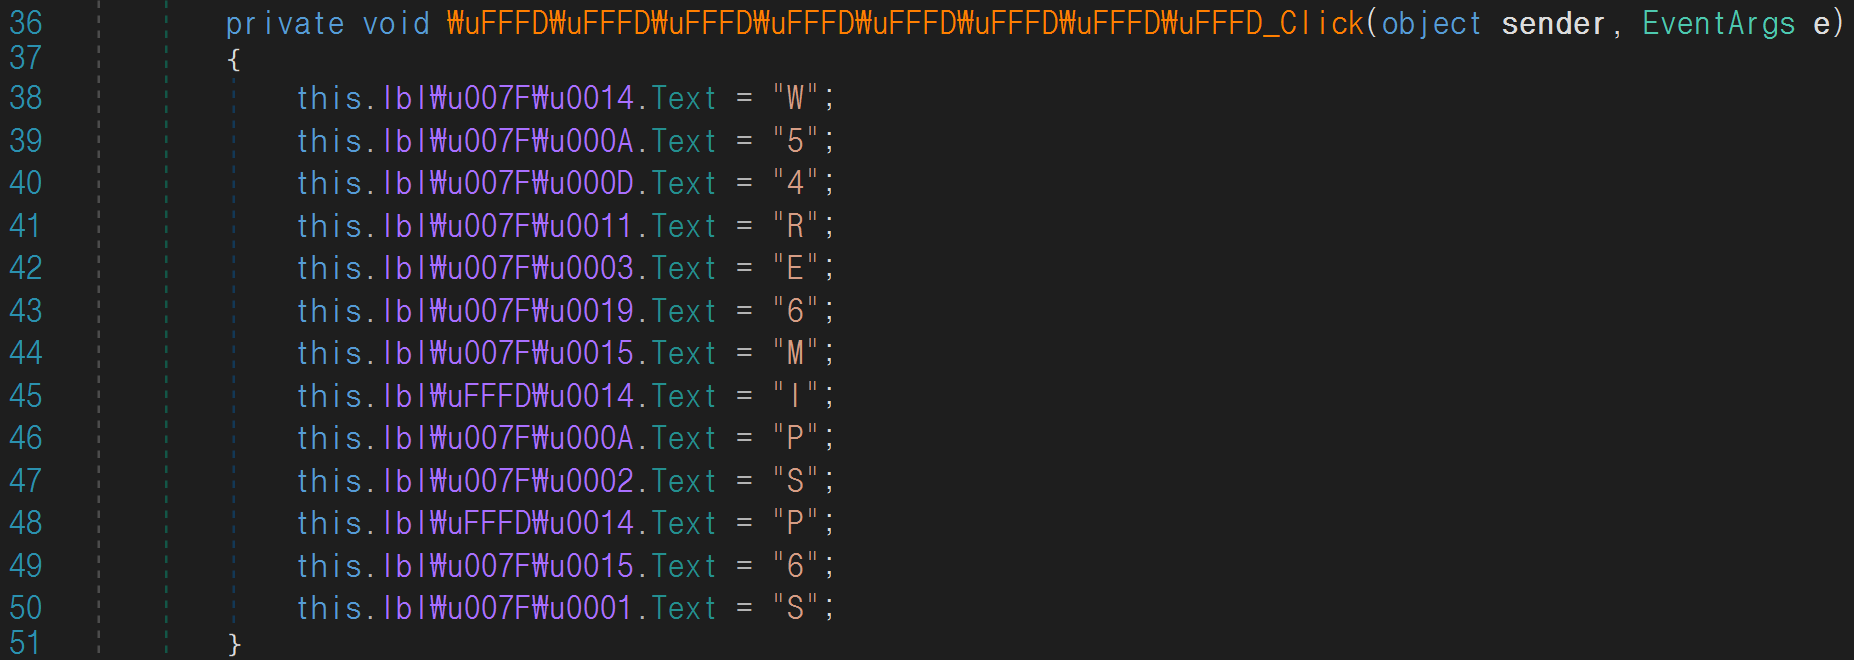 36 private void ₩uFFFD₩uFFFD₩uFFFD₩uFFFD₩uFFFD₩uFFFD₩uFFFD₩uFFFD_Click(object sender, EventArgs e)
37 {
38 this.lbl₩u007F₩u0014.Text = "W";
39 this.lbl₩u007F₩u000A.Text = "5";
40 this.lbl₩u007F₩u000D.Text = "4";
41 this.lbl₩u007F₩u0011.Text = "R";
42 this.lbl₩u007F₩u0003.Text = "E";
43 this.lbl₩u007F₩u0019.Text = "6";
44 this.lbl₩u007F₩u0015.Text = "M";
45 this.lbl₩uFFFD₩u0014.Text = "I";
46 this.lbl₩u007F₩u000A.Text = "P";
47 this.lbl₩u007F₩u0002.Text = "S";
48 this.lbl₩uFFFD₩u0014.Text = "P";
49 this.lbl₩u007F₩u0015.Text = "6";
50 this.lbl₩u007F₩u0001.Text = "S";
51 }